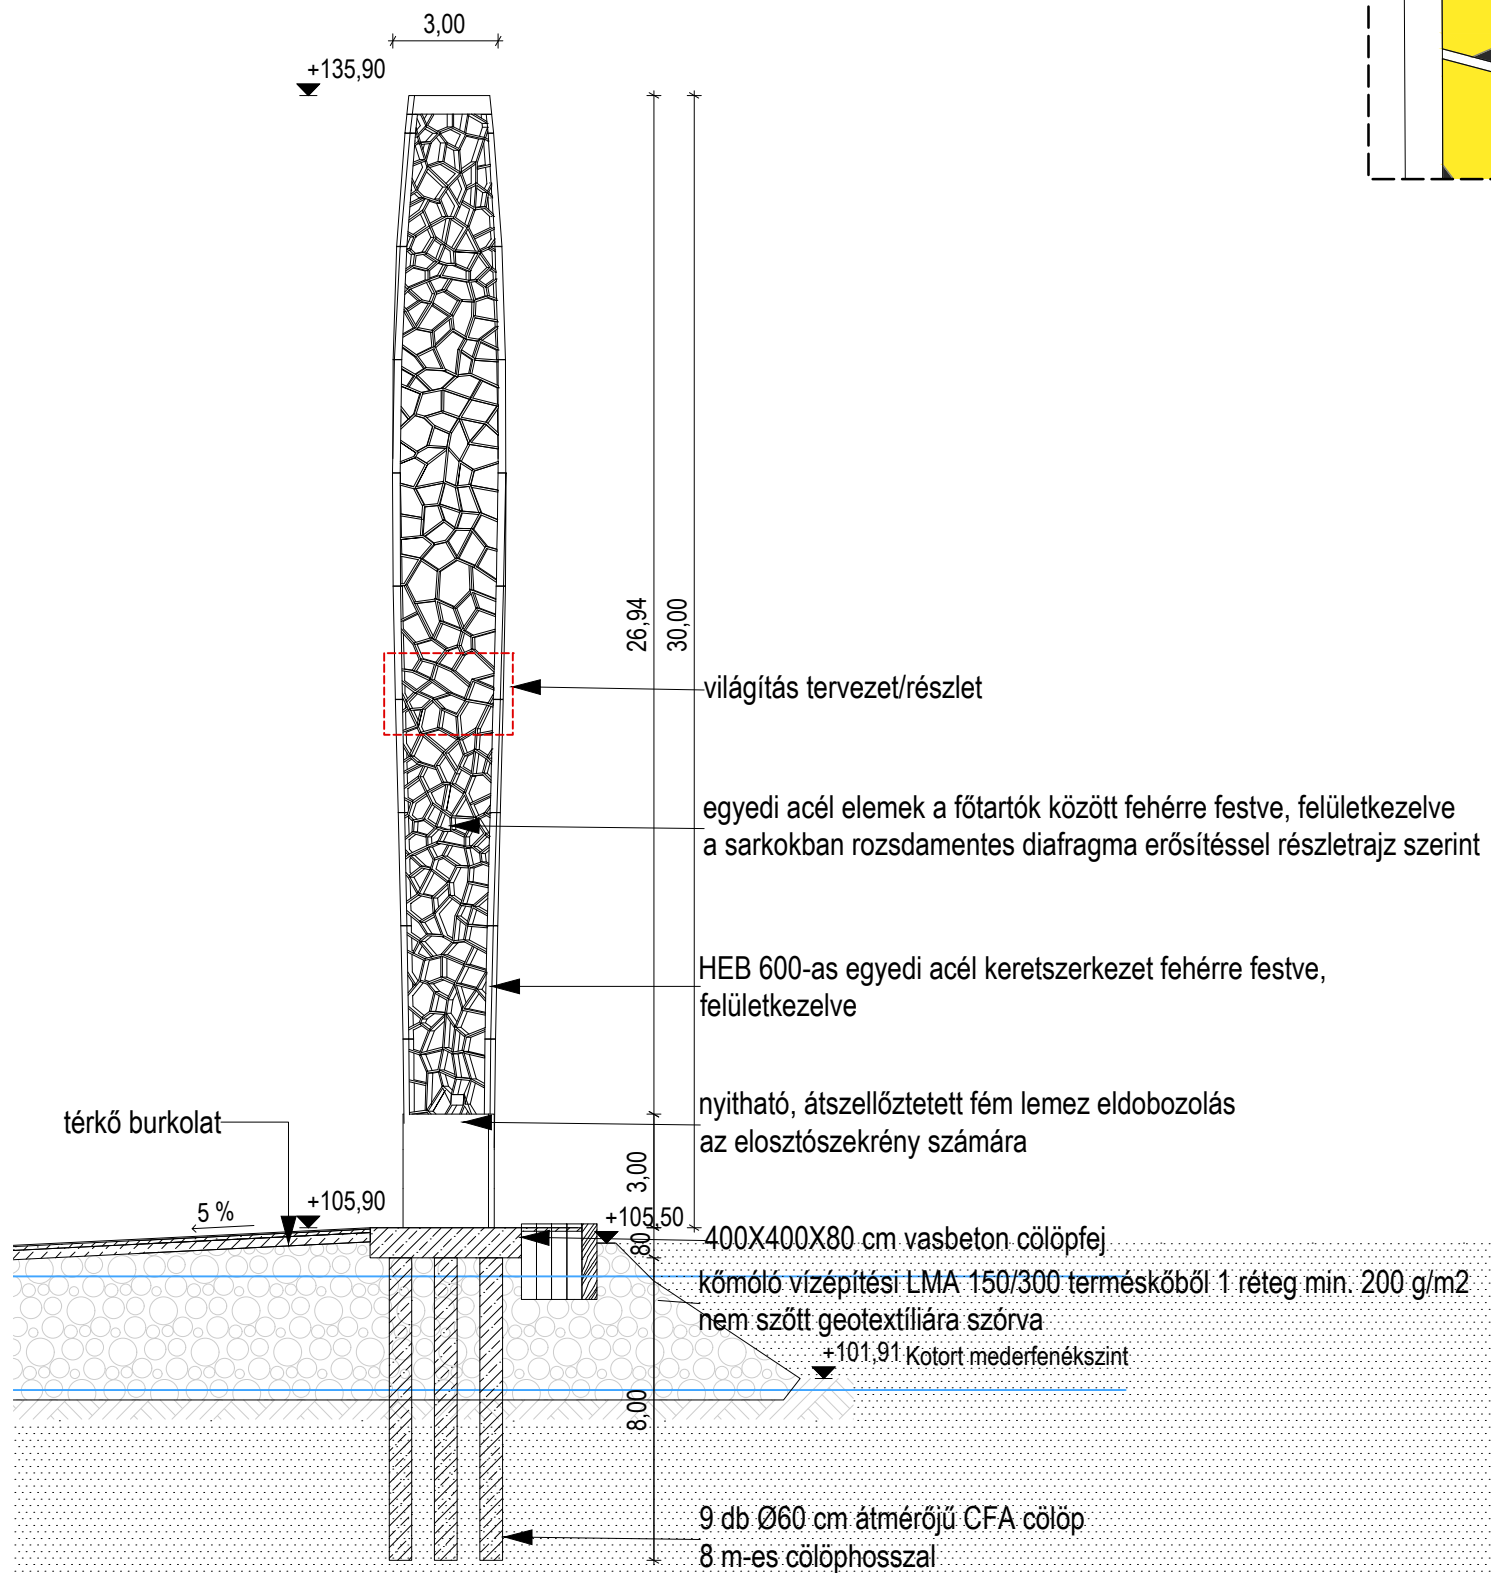 3,00
+135,90
26,94
30,00
világítás tervezet/részlet
egyedi acél elemek a főtartók között fehérre festve, felületkezelve
a sarkokban rozsdamentes diafragma erősítéssel részletrajz szerint
HEB 600-as egyedi acél keretszerkezet fehérre festve,
felületkezelve
nyitható, átszellőztetett fém lemez eldobozolás
az elosztószekrény számára
térkő burkolat
3,00
5 %
+105,90
+105,50
80
400X400X80 cm vasbeton cölöpfej
kőmóló vízépítési LMA 150/300 terméskőből 1 réteg min. 200 g/m2
nem szőtt geotextíliára szórva
+101,91 Kotort mederfenékszint
8,00
9 db Ø60 cm átmérőjű CFA cölöp
8 m-es cölöphosszal